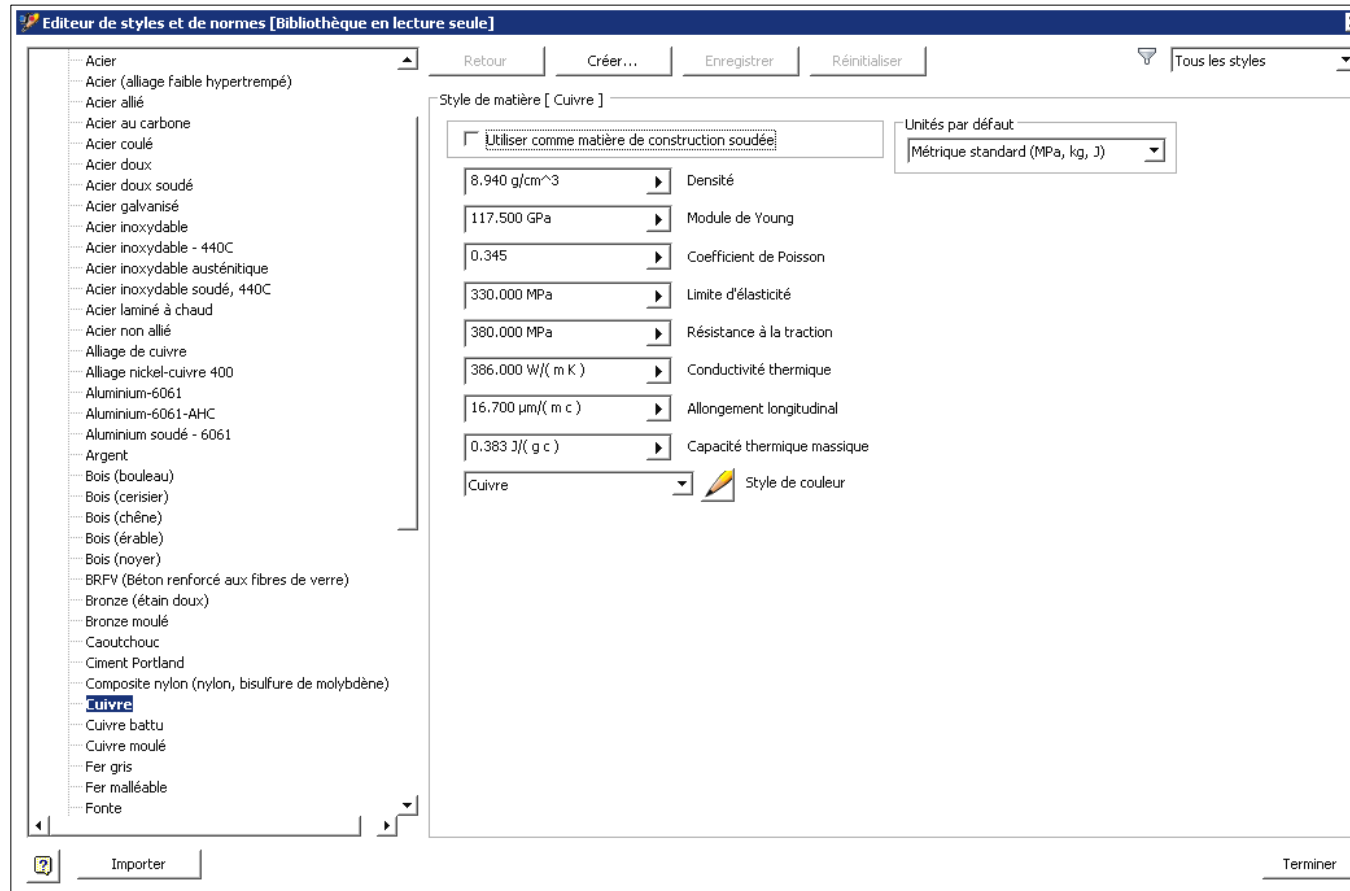 Editeur de styles et de normes [Bibliothèque en lecture seule]
Acier
Acier (alliage faible hypertrempé)
Acier allié
Acier au carbone
Acier coulé
Acier doux
Acier doux soudé
Acier galvanisé
Acier inoxydable
Acier inoxydable - 440C
Acier inoxydable austénitique
Acier inoxydable soudé, 440C
Acier laminé à chaud
Acier non allié
Alliage de cuivre
Alliage nickel-cuivre 400
Aluminium-6061
Aluminium-6061-AHC
Aluminium soudé - 6061
Argent
Bois (bouleau)
Bois (cerisier)
Bois (chêne)
Bois (érable)
Bois (noyer)
BRFV (Béton renforcé aux fibres de verre)
Bronze (étain doux)
Bronze moulé
Caoutchouc
Ciment Portland
Composite nylon (nylon, bisulfure de molybdène)
Cuivre
Cuivre battu
Cuivre moulé
Fer gris
Fer malléable
Fonte
Retour Créer... Enregistrer Réinitialiser Tous les styles
Style de matière [ Cuivre ]
Utiliser comme matière de construction soudée
Unités par défaut
Métrique standard (MPa, kg, J)
8.940 g/cm^3 Densité
117.500 GPa Module de Young
0.345 Coefficient de Poisson
330.000 MPa Limite d'élasticité
380.000 MPa Résistance à la traction
386.000 W/( m K ) Conductivité thermique
16.700 µm/( m c ) Allongement longitudinal
0.383 J/( g c ) Capacité thermique massique
Cuivre Style de couleur
? Importer Terminer